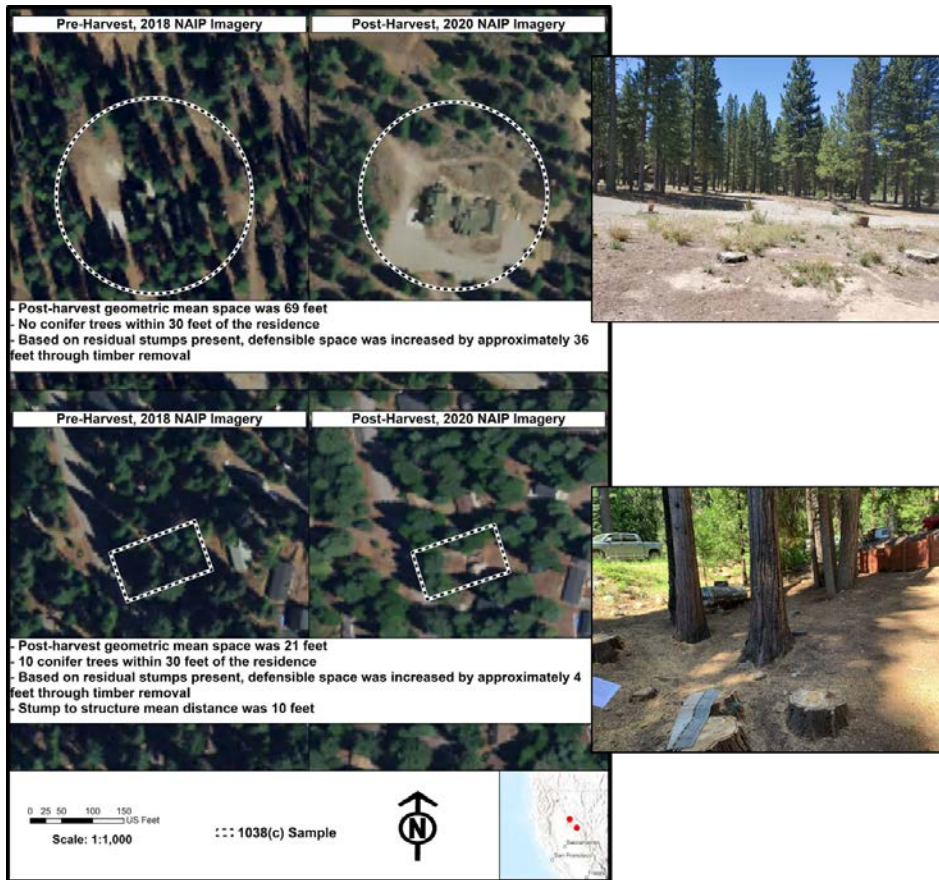 Pre-Harvest, 2018 NAIP Imagery
Post-Harvest, 2020 NAIP Imagery
- Post-harvest geometric mean space was 69 feet
- No conifer trees within 30 feet of the residence
- Based on residual stumps present, defensible space was increased by approximately 36
feet through timber removal
Pre-Harvest, 2018 NAIP Imagery
Post-Harvest, 2020 NAIP Imagery
- Post-harvest geometric mean space was 21 feet
- 10 conifer trees within 30 feet of the residence
- Based on residual stumps present, defensible space was increased by approximately 4
feet through timber removal
- Stump to structure mean distance was 10 feet
0 25 50 100 150
US Feet
Scale: 1:1,000
1038(c) Sample
N
Sacramento
San Francisco